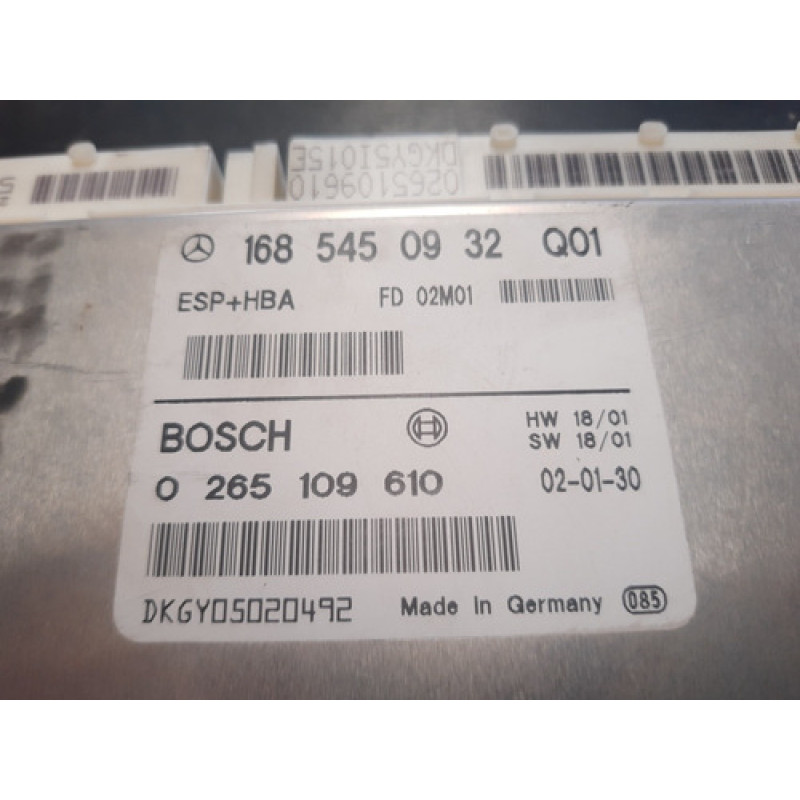 0265109610
DKGY51015E
168 545 09 32 Q01
ESP+HBA FD 02M01
BOSCH
HW 18/01
SW 18/01
0 265 109 610 02-01-30
DKGY05020492 Made in Germany 085